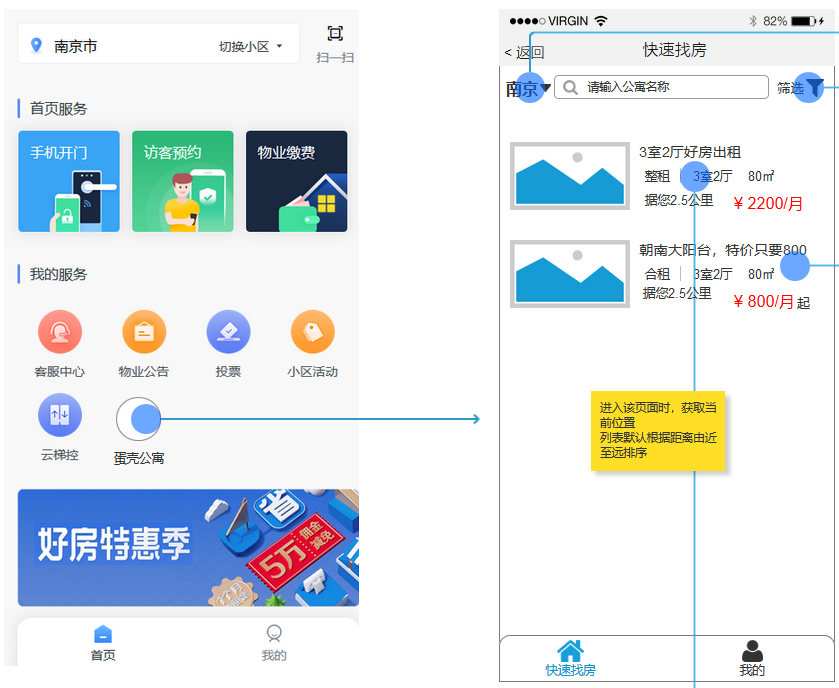 南京市
切换小区
扫一扫
首页服务
手机开门
访客预约
物业缴费
我的服务
客服中心
物业公告
投票
小区活动
云梯控
蛋壳公寓
好房特惠季
省
5万
佣金
减免
首页
我的
VIRGIN
82%
< 返回
快速找房
南京
请输入公寓名称
筛选
3室2厅好房出租
整租
3室2厅
80㎡
据您2.5公里
¥ 2200/月
朝南大阳台，特价只要800
合租
3室2厅
80㎡
据您2.5公里
¥ 800/月起
进入该页面时，获取当
前位置
列表默认根据距离由近
至远排序
快速找房
我的